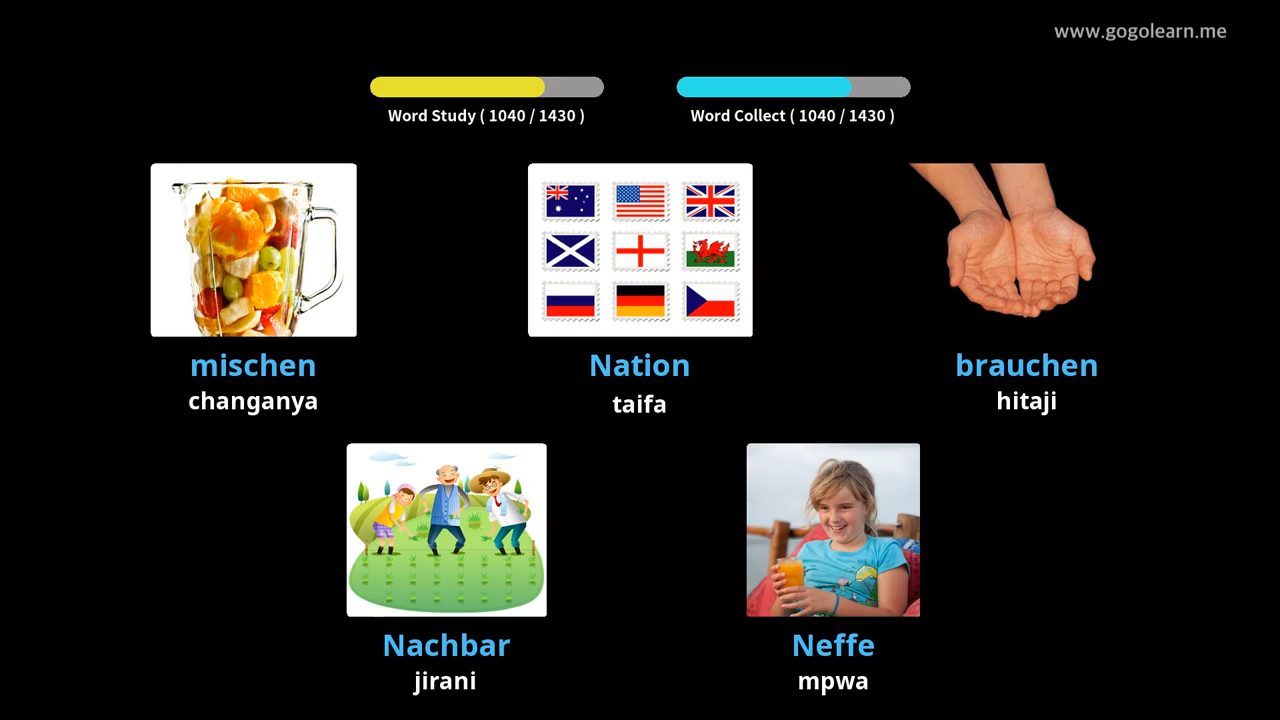 www.gogolearn.me
Word Study ( 1040 / 1430 )
Word Collect ( 1040 / 1430 )
mischen
changanya
Nation
taifa
brauchen
hitaji
Nachbar
jirani
Neffe
mpwa